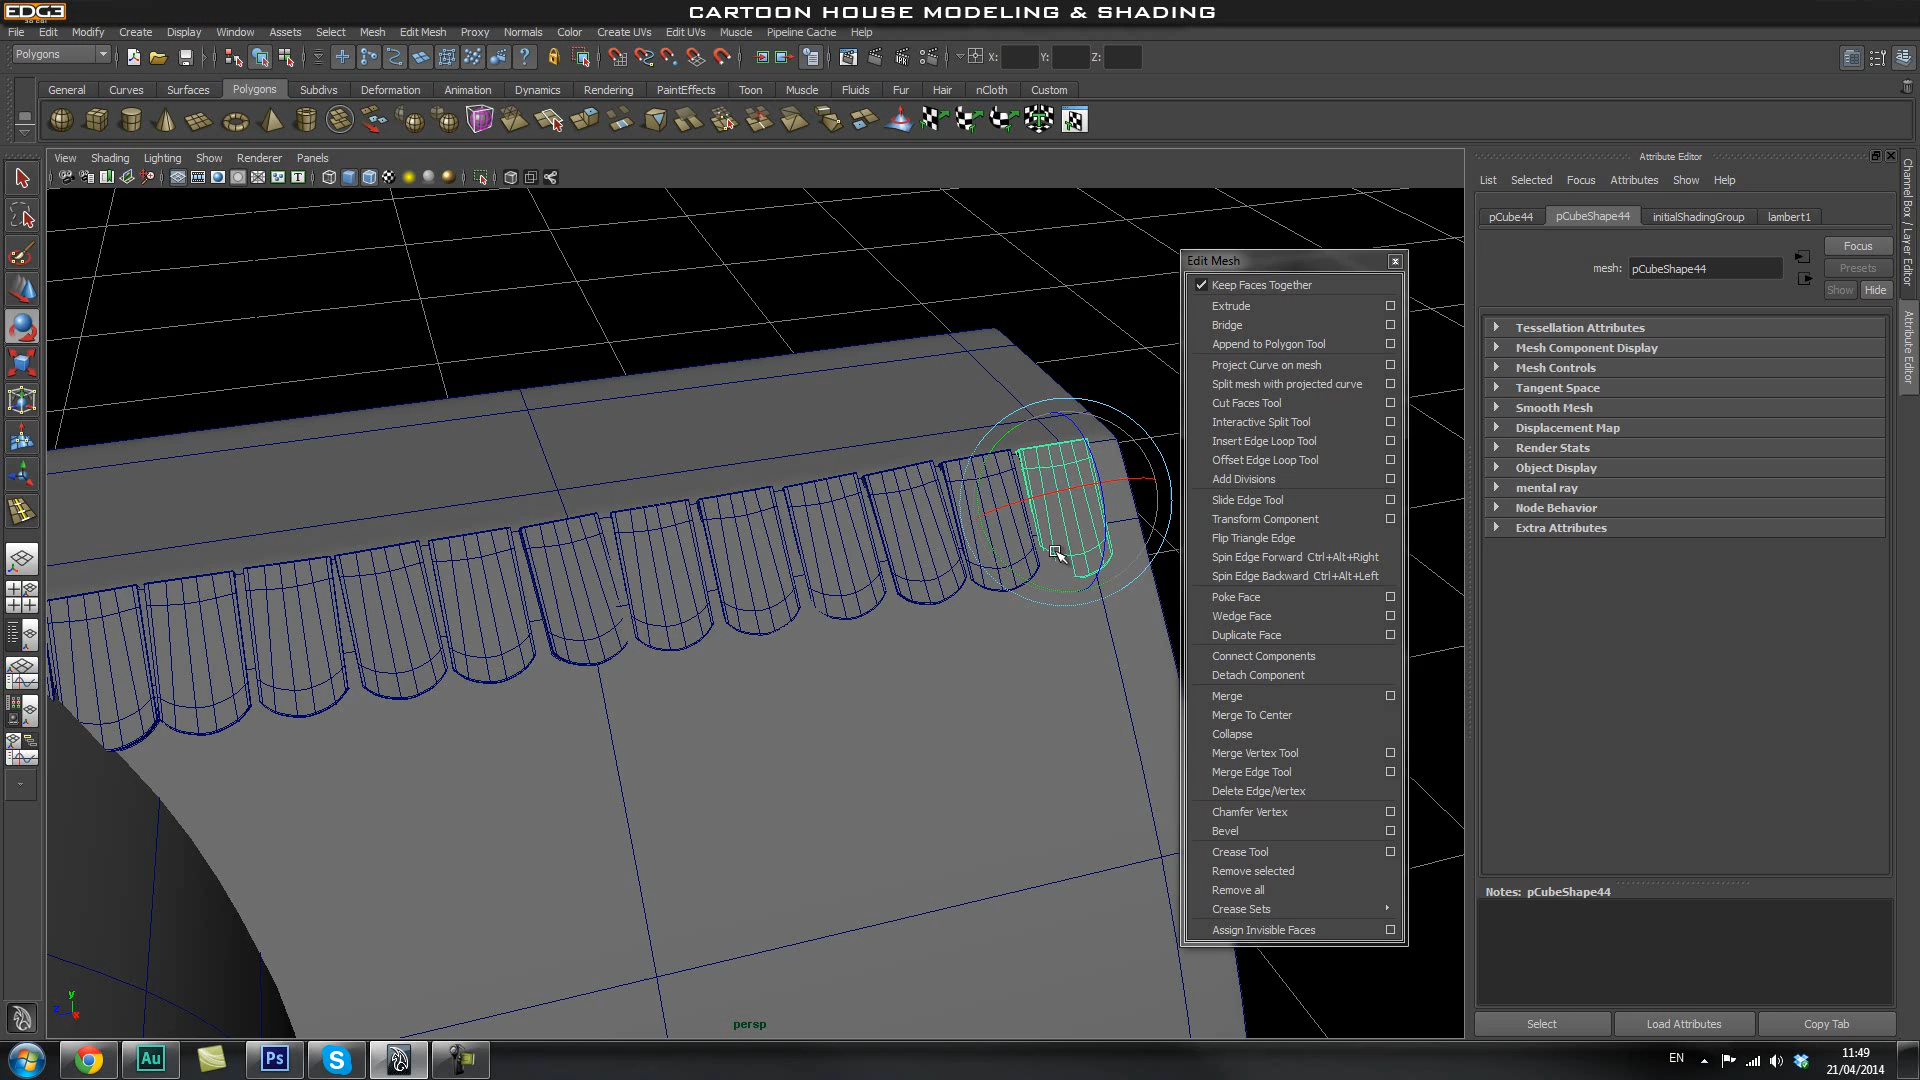 EDG3
CARTOON HOUSE MODELING & SHADING
File Edit Modify Create Display Window Assets Select Mesh Edit Mesh Proxy Normals Color Create UVs Edit UVs Muscle Pipeline Cache Help
Polygons X: Y: Z:
General Curves Surfaces Polygons Subdivs Deformation Animation Dynamics Rendering PaintEffects Toon Muscle Fluids Fur Hair nCloth Custom
View Shading Lighting Show Renderer Panels
Attribute Editor
List Selected Focus Attributes Show Help
pCube44 pCubeShape44 initialShadingGroup lambert1
Focus
mesh: pCubeShape44
Presets
Show Hide
Tessellation Attributes
Mesh Component Display
Mesh Controls
Tangent Space
Smooth Mesh
Displacement Map
Render Stats
Object Display
mental ray
Node Behavior
Extra Attributes
Notes: pCubeShape44
Select Load Attributes Copy Tab
Channel Box / Layer Editor
Attribute Editor
Edit Mesh
Keep Faces Together
Extrude
Bridge
Append to Polygon Tool
Project Curve on mesh
Split mesh with projected curve
Cut Faces Tool
Interactive Split Tool
Insert Edge Loop Tool
Offset Edge Loop Tool
Add Divisions
Slide Edge Tool
Transform Component
Flip Triangle Edge
Spin Edge Forward Ctrl+Alt+Right
Spin Edge Backward Ctrl+Alt+Left
Poke Face
Wedge Face
Duplicate Face
Connect Components
Detach Component
Merge
Merge To Center
Collapse
Merge Vertex Tool
Merge Edge Tool
Delete Edge/Vertex
Chamfer Vertex
Bevel
Crease Tool
Remove selected
Remove all
Crease Sets
Assign Invisible Faces
y
z x
persp
Au Ps S
EN
11:49
21/04/2014